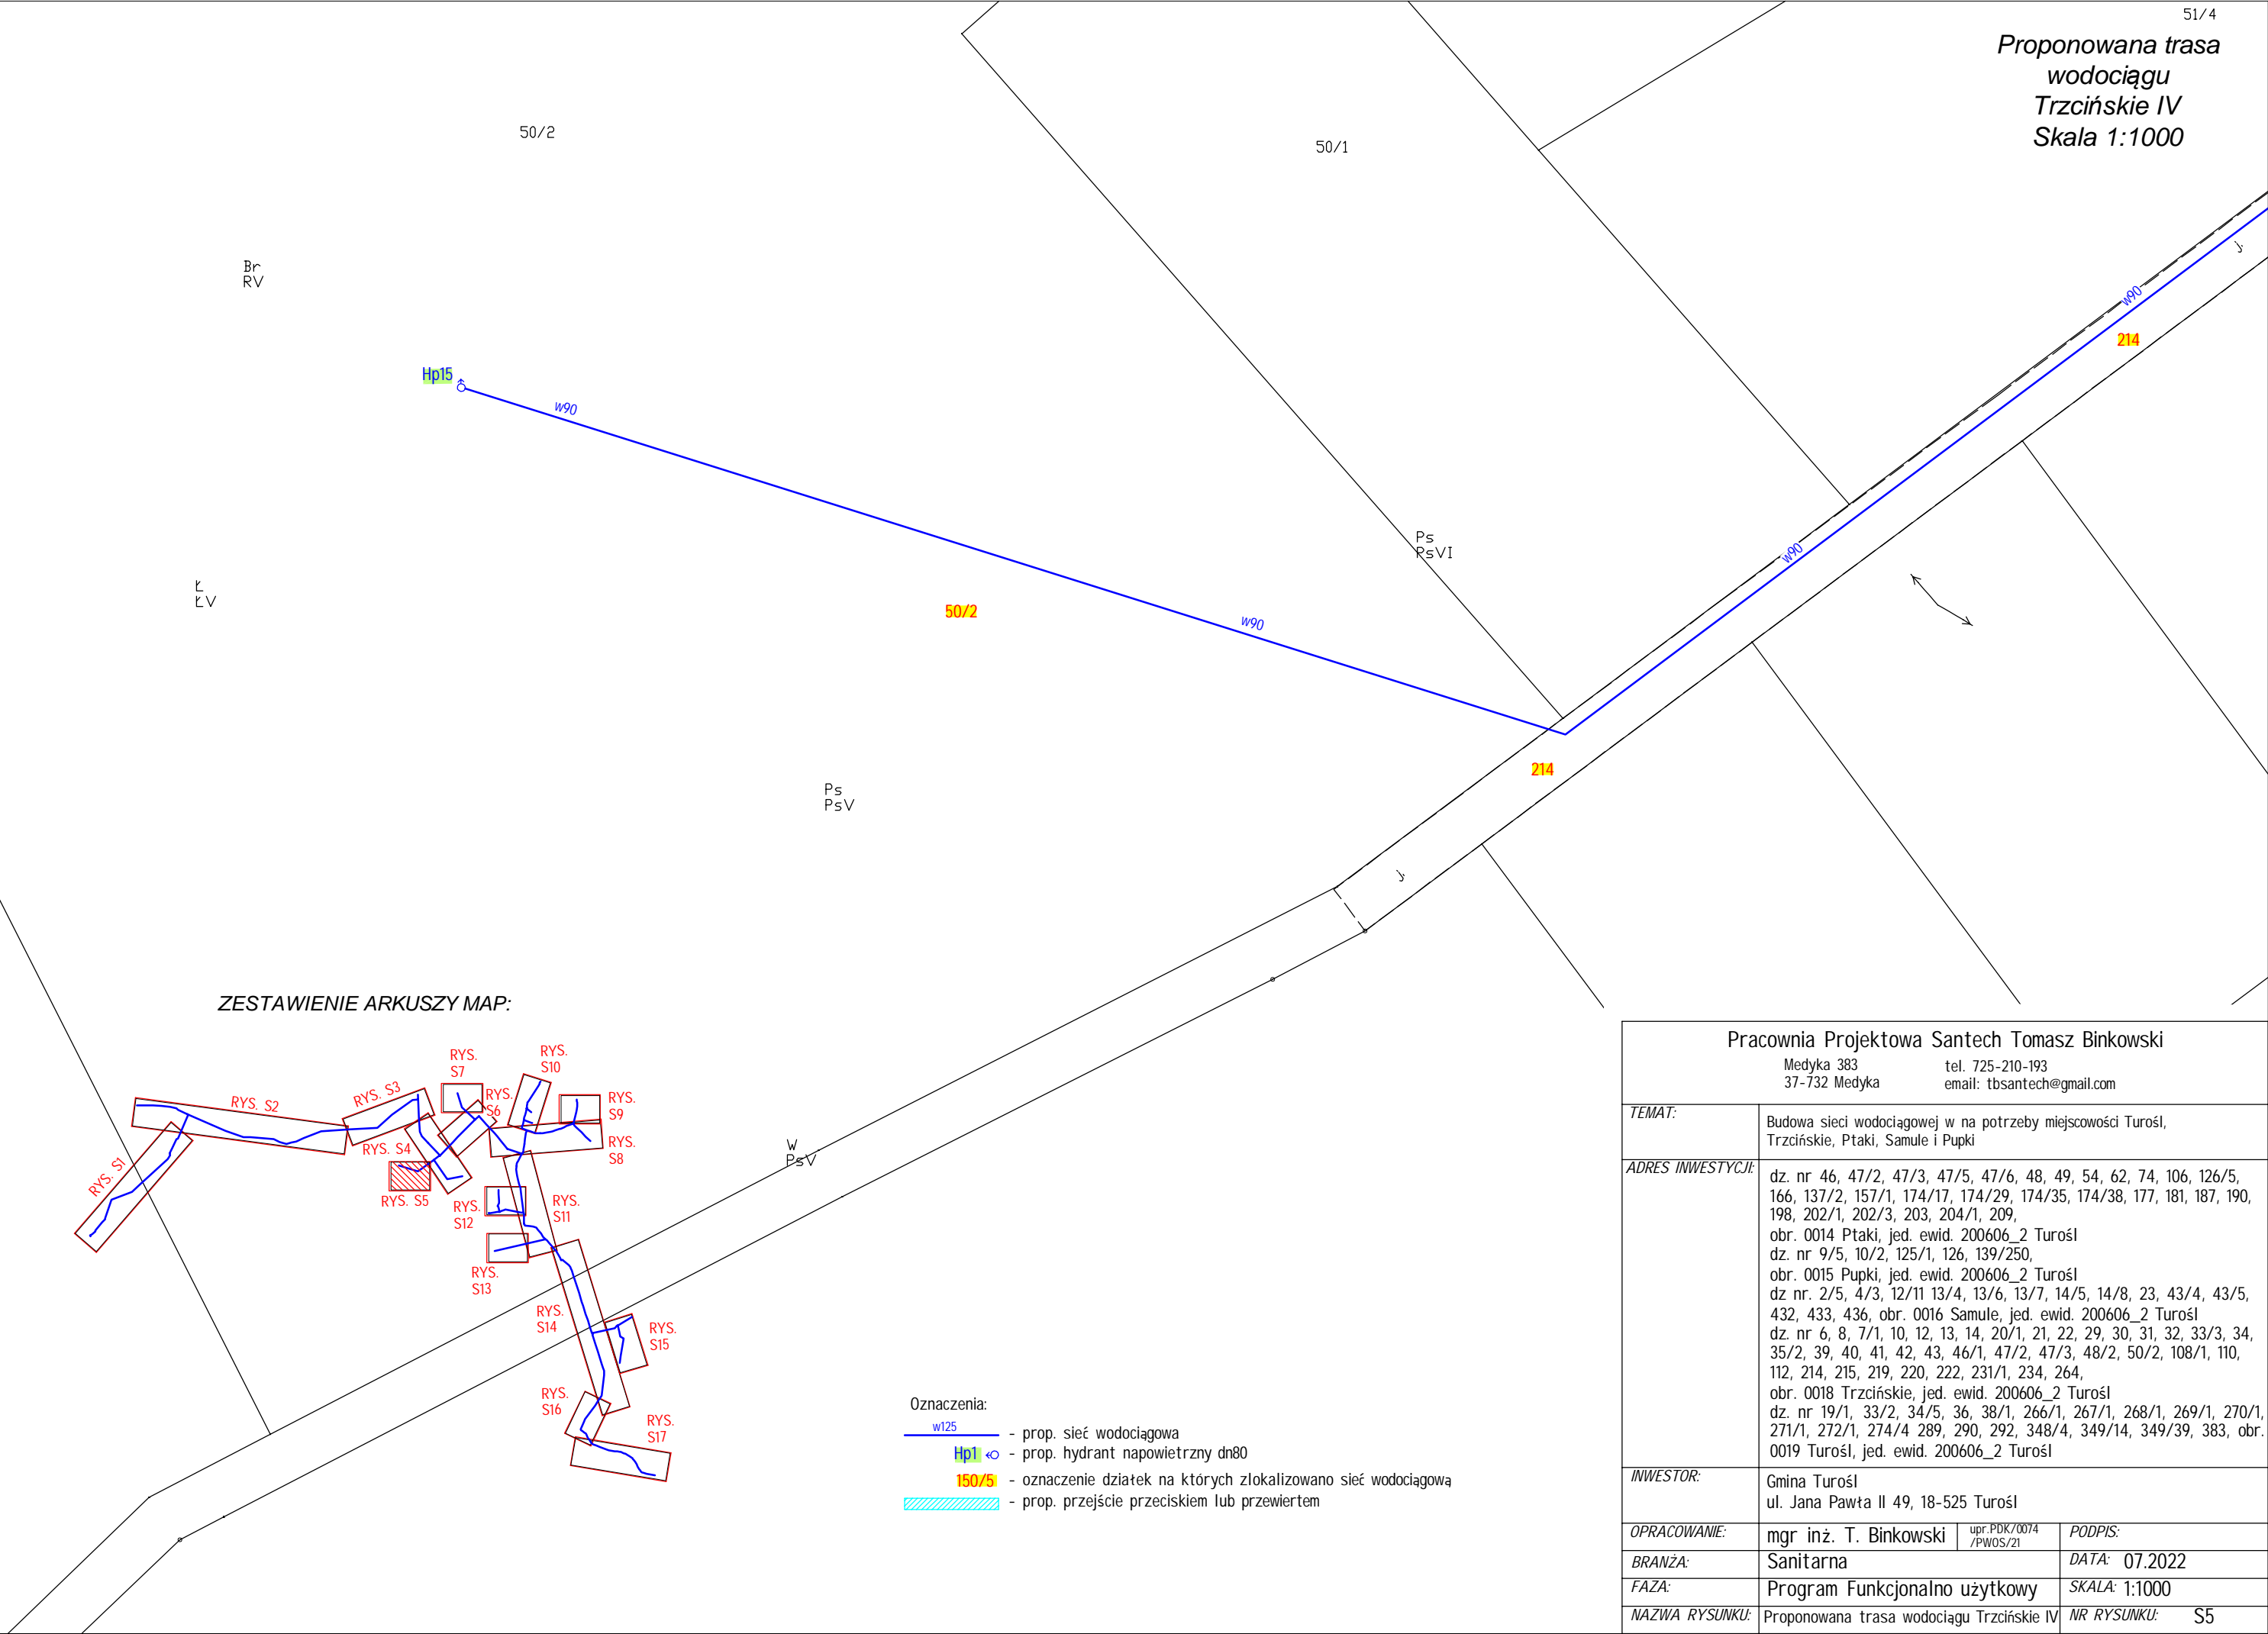 51/4
Proponowana trasa
wodociągu
Trzcińskie IV
Skala 1:1000
50/2
50/1
Br
RV
j.
w90
214
Hp15
w90
Ps
PsVI
w90
Ł
ŁV
50/2
w90
214
Ps
PsV
j.
ZESTAWIENIE ARKUSZY MAP:
RYS.
S7
RYS.
S10
RYS. S3
RYS. S2
RYS.
S6
RYS.
S9
RYS. S4
RYS.
S8
RYS. S1
RYS. S5
RYS.
S12
RYS.
S11
RYS.
S13
RYS.
S14
RYS.
S15
RYS.
S16
RYS.
S17
W
PsV
Oznaczenia:
w125 - prop. sieć wodociągowa
Hp1 - prop. hydrant napowietrzny dn80
150/5 - oznaczenie działek na których zlokalizowano sieć wodociągową
- prop. przejście przeciskiem lub przewiertem
Pracownia Projektowa Santech Tomasz Binkowski
Medyka 383 tel. 725-210-193
37-732 Medyka email: tbsantech@gmail.com
TEMAT:
Budowa sieci wodociągowej w na potrzeby miejscowości Turośl,
Trzcińskie, Ptaki, Samule i Pupki
ADRES INWESTYCJI:
dz. nr 46, 47/2, 47/3, 47/5, 47/6, 48, 49, 54, 62, 74, 106, 126/5,
166, 137/2, 157/1, 174/17, 174/29, 174/35, 174/38, 177, 181, 187, 190,
198, 202/1, 202/3, 203, 204/1, 209,
obr. 0014 Ptaki, jed. ewid. 200606_2 Turośl
dz. nr 9/5, 10/2, 125/1, 126, 139/250,
obr. 0015 Pupki, jed. ewid. 200606_2 Turośl
dz nr. 2/5, 4/3, 12/11 13/4, 13/6, 13/7, 14/5, 14/8, 23, 43/4, 43/5,
432, 433, 436, obr. 0016 Samule, jed. ewid. 200606_2 Turośl
dz. nr 6, 8, 7/1, 10, 12, 13, 14, 20/1, 21, 22, 29, 30, 31, 32, 33/3, 34,
35/2, 39, 40, 41, 42, 43, 46/1, 47/2, 47/3, 48/2, 50/2, 108/1, 110,
112, 214, 215, 219, 220, 222, 231/1, 234, 264,
obr. 0018 Trzcińskie, jed. ewid. 200606_2 Turośl
dz. nr 19/1, 33/2, 34/5, 36, 38/1, 266/1, 267/1, 268/1, 269/1, 270/1,
271/1, 272/1, 274/4 289, 290, 292, 348/4, 349/14, 349/39, 383, obr.
0019 Turośl, jed. ewid. 200606_2 Turośl
INWESTOR:
Gmina Turośl
ul. Jana Pawła II 49, 18-525 Turośl
OPRACOWANIE: mgr inż. T. Binkowski upr.PDK/0074
/PWOS/21
PODPIS:
BRANŻA: Sanitarna DATA: 07.2022
FAZA: Program Funkcjonalno użytkowy SKALA: 1:1000
NAZWA RYSUNKU: Proponowana trasa wodociągu Trzcińskie IV NR RYSUNKU: S5